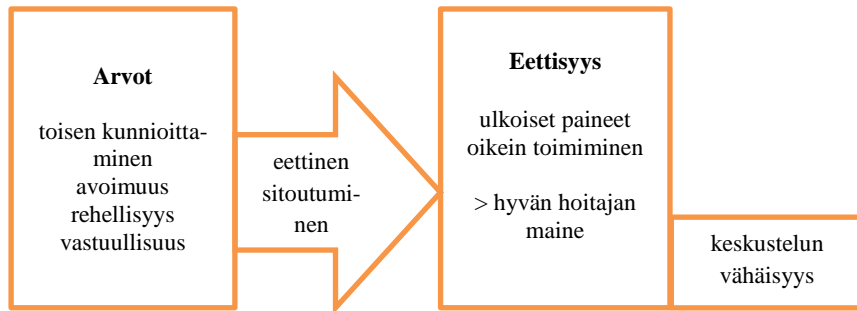 Arvot
toisen kunnioitta-
minen
avoimuus
rehellisyys
vastuullisuus
eettinen
sitoutumi-
nen
Eettisyys
ulkoiset paineet
oikein toimiminen
> hyvän hoitajan
maine
keskustelun
vähäisyys